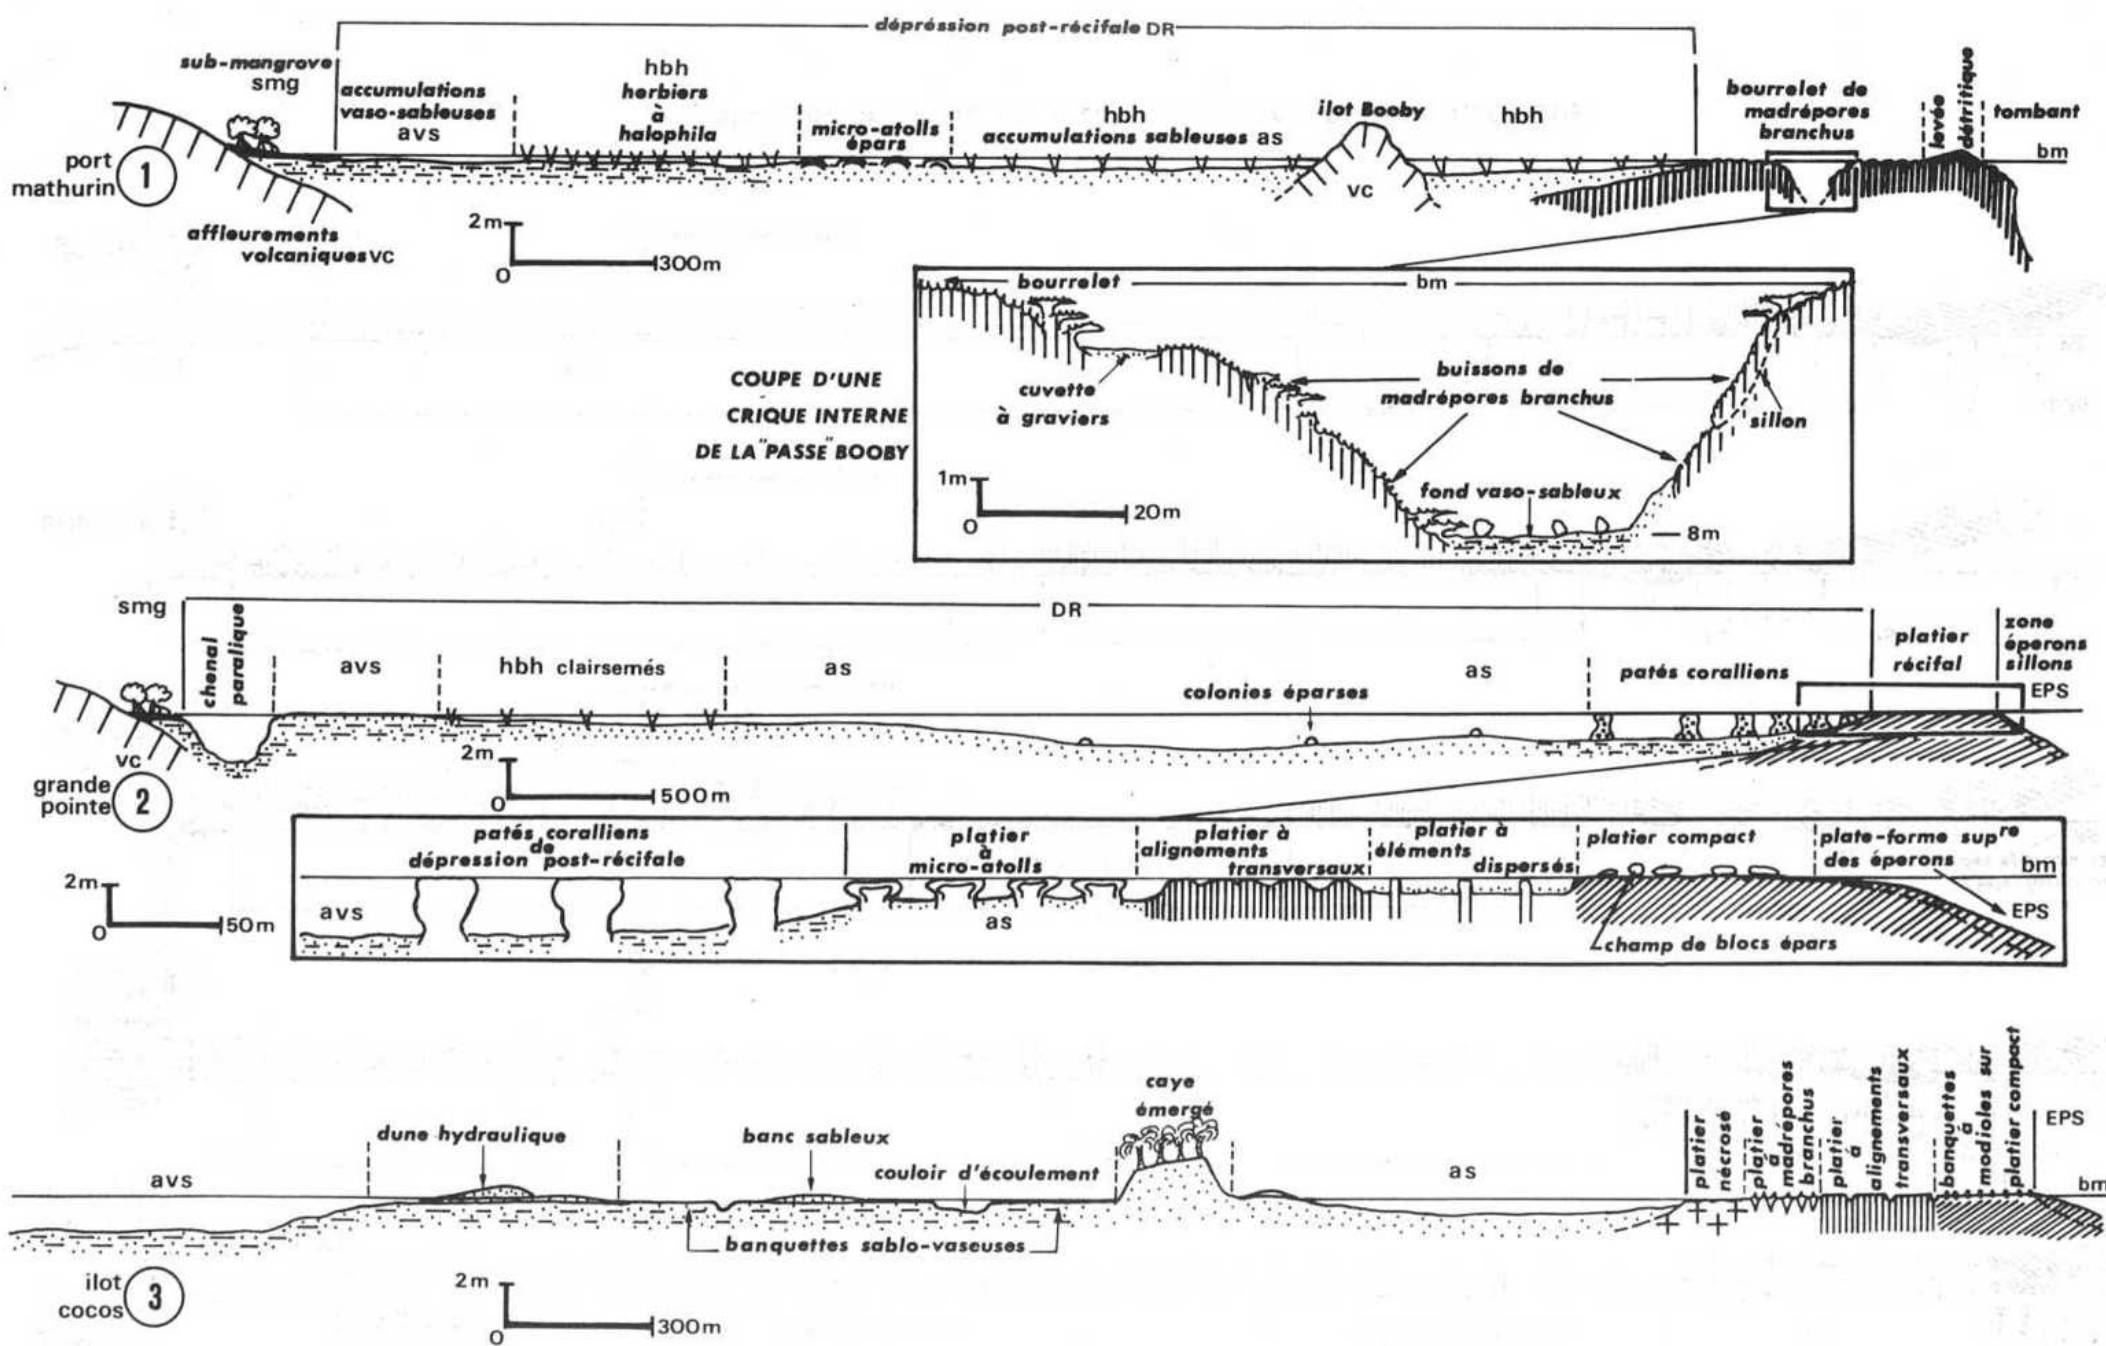 dépréssion post-récifale DR
sub-mangrove
smg
accumulations
vaso-sableuses
avs
hbh
herbiers
à
halophila
micro-atolls
épars
hbh
accumulations sableuses as
ilot Booby
hbh
bourrelet de
madrépores
branchus
levée
détritique
tombant
bm
port
mathurin
1
vc
affleurements
volcaniques vc
2m
0
300m
COUPE D'UNE
CRIQUE INTERNE
DE LA "PASSE" BOOBY
bourrelet
bm
cuvette
à graviers
buissons de
madrépores branchus
sillon
fond vaso-sableux
1m
0
20m
8m
smg
DR
chenal
paralique
avs
hbh clairsemés
as
colonies éparses
as
patés coralliens
platier
récifal
zone
éperons
sillons
EPS
vc
grande
pointe
2
2m
0
500m
patés coralliens
de
dépression post-récifale
platier
à
micro-atolls
platier à
alignements
transversaux
platier à
éléments
dispersés
platier compact
plate-forme supre
des éperons
bm
2m
0
50m
avs
as
EPS
champ de blocs épars
avs
dune hydraulique
banc sableux
couloir d'écoulement
caye
émergé
as
platier
nécrosé
platier
à
madrépores
branchus
platier
à
alignements
transversaux
banquettes
à
modioles sur
platier compact
EPS
bm
banquettes sablo-vaseuses
ilot
cocos
3
2m
0
300m